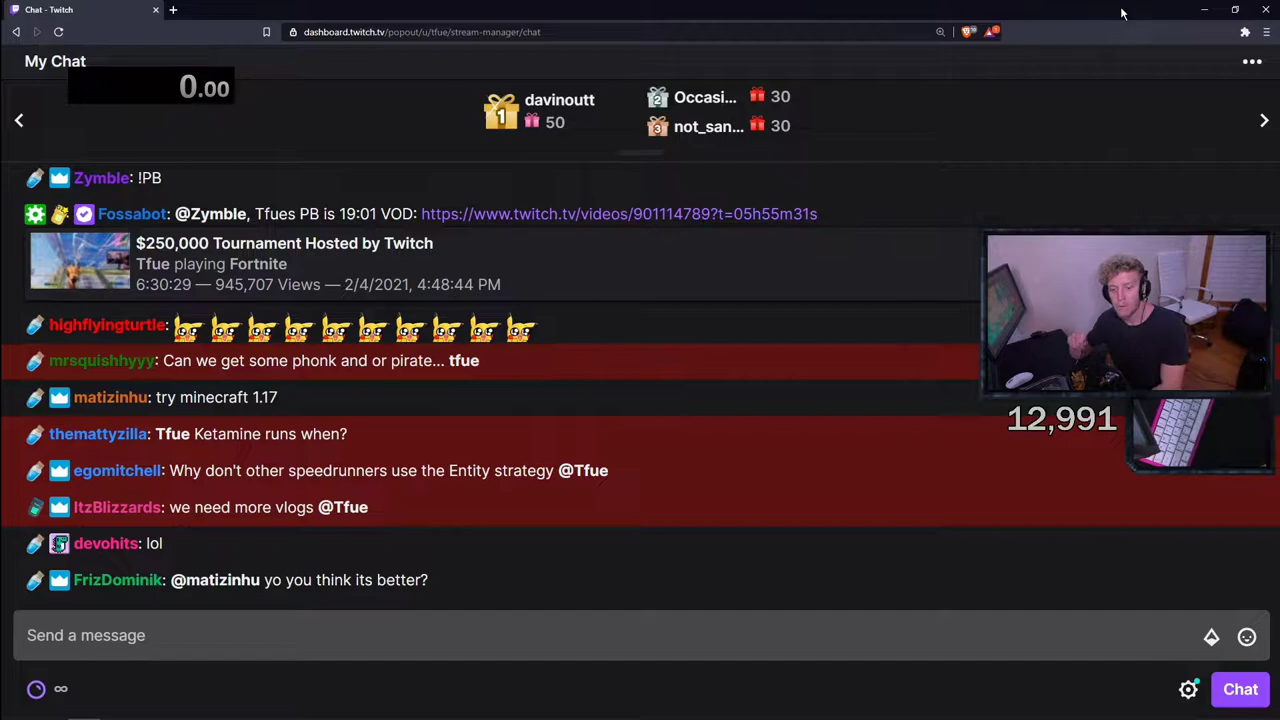 Chat - Twitch
dashboard.twitch.tv/popout/u/tfue/stream-manager/chat
My Chat
0.00
1 davinoutt
50
2 Occasi... 30
3 not_san... 30
Zymble: !PB
Fossabot: @Zymble, Tfues PB is 19:01 VOD: https://www.twitch.tv/videos/901114789?t=05h55m31s
$250,000 Tournament Hosted by Twitch
Tfue playing Fortnite
6:30:29 — 945,707 Views — 2/4/2021, 4:48:44 PM
highflyingturtle:
mrsquishhyyy: Can we get some phonk and or pirate... tfue
matizinhu: try minecraft 1.17
12,991
themattyzilla: Tfue Ketamine runs when?
egomitchell: Why don't other speedrunners use the Entity strategy @Tfue
ItzBlizzards: we need more vlogs @Tfue
devohits: lol
FrizDominik: @matizinhu yo you think its better?
Send a message
∞
Chat